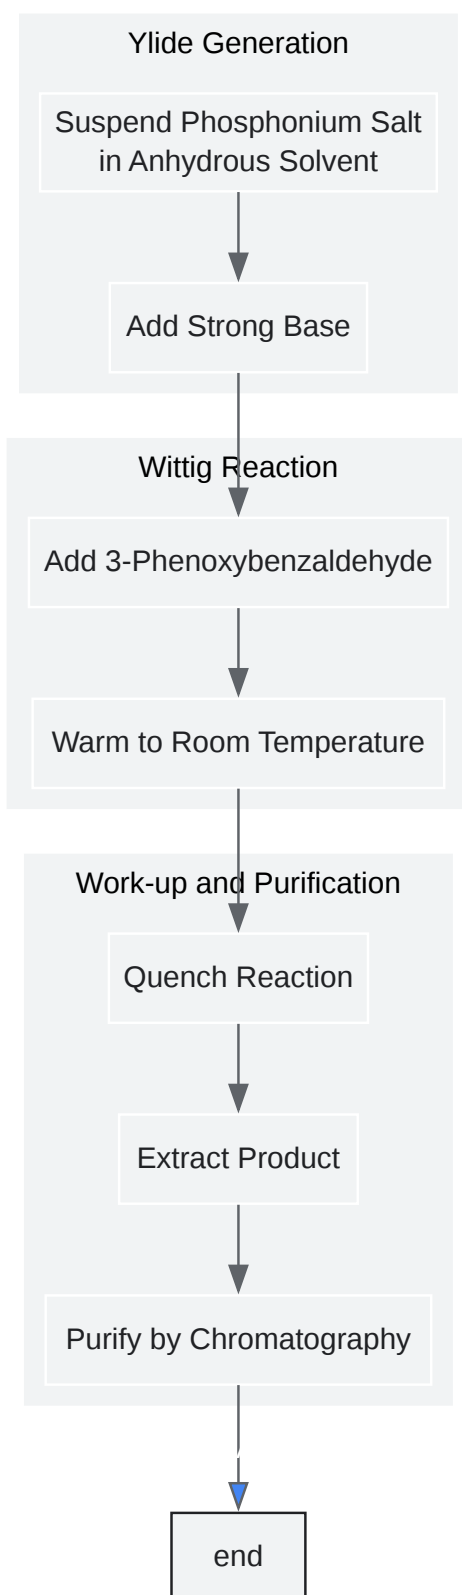 Ylide Generation
Suspend Phosphonium Salt
in Anhydrous Solvent
Add Strong Base
Wittig Reaction
Add 3-Phenoxybenzaldehyde
Warm to Room Temperature
Work-up and Purification
Quench Reaction
Extract Product
Purify by Chromatography
end